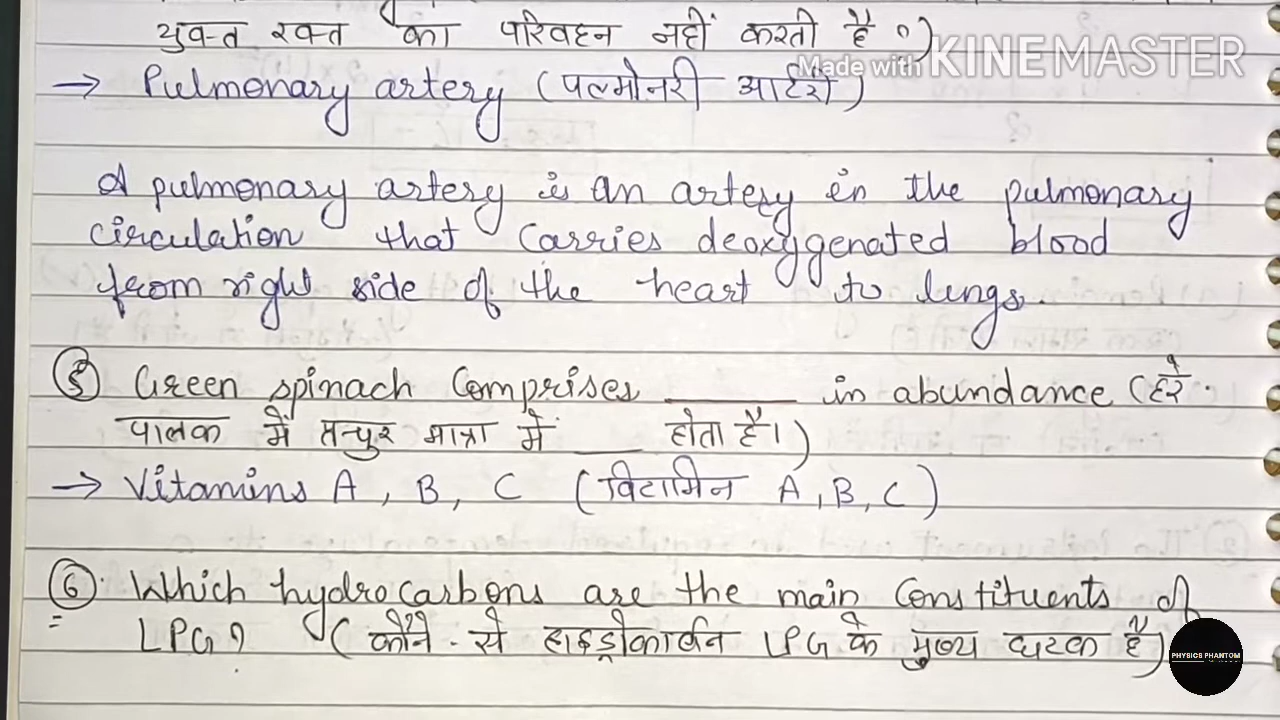 युक्त रक्त का परिवहन नहीं करती है ?)
Made with KINEMASTER
→ Pulmonary artery (पल्मोनरी आर्टरी)
A pulmonary artery is an artery in the pulmonary
circulation that carries deoxygenated blood
from right side of the heart to lungs.
⑤ Green spinach comprises ______ in abundance (हरे
पालक में प्रचुर मात्रा में ___ होता है।)
→ Vitamins A, B, C (विटामिन A, B, C)
⑥ Which hydrocarbons are the main constituents of
LPG? (कौन-से हाइड्रोकार्बन LPG के मुख्य घटक हैं)
PHYSICS PHANTOM